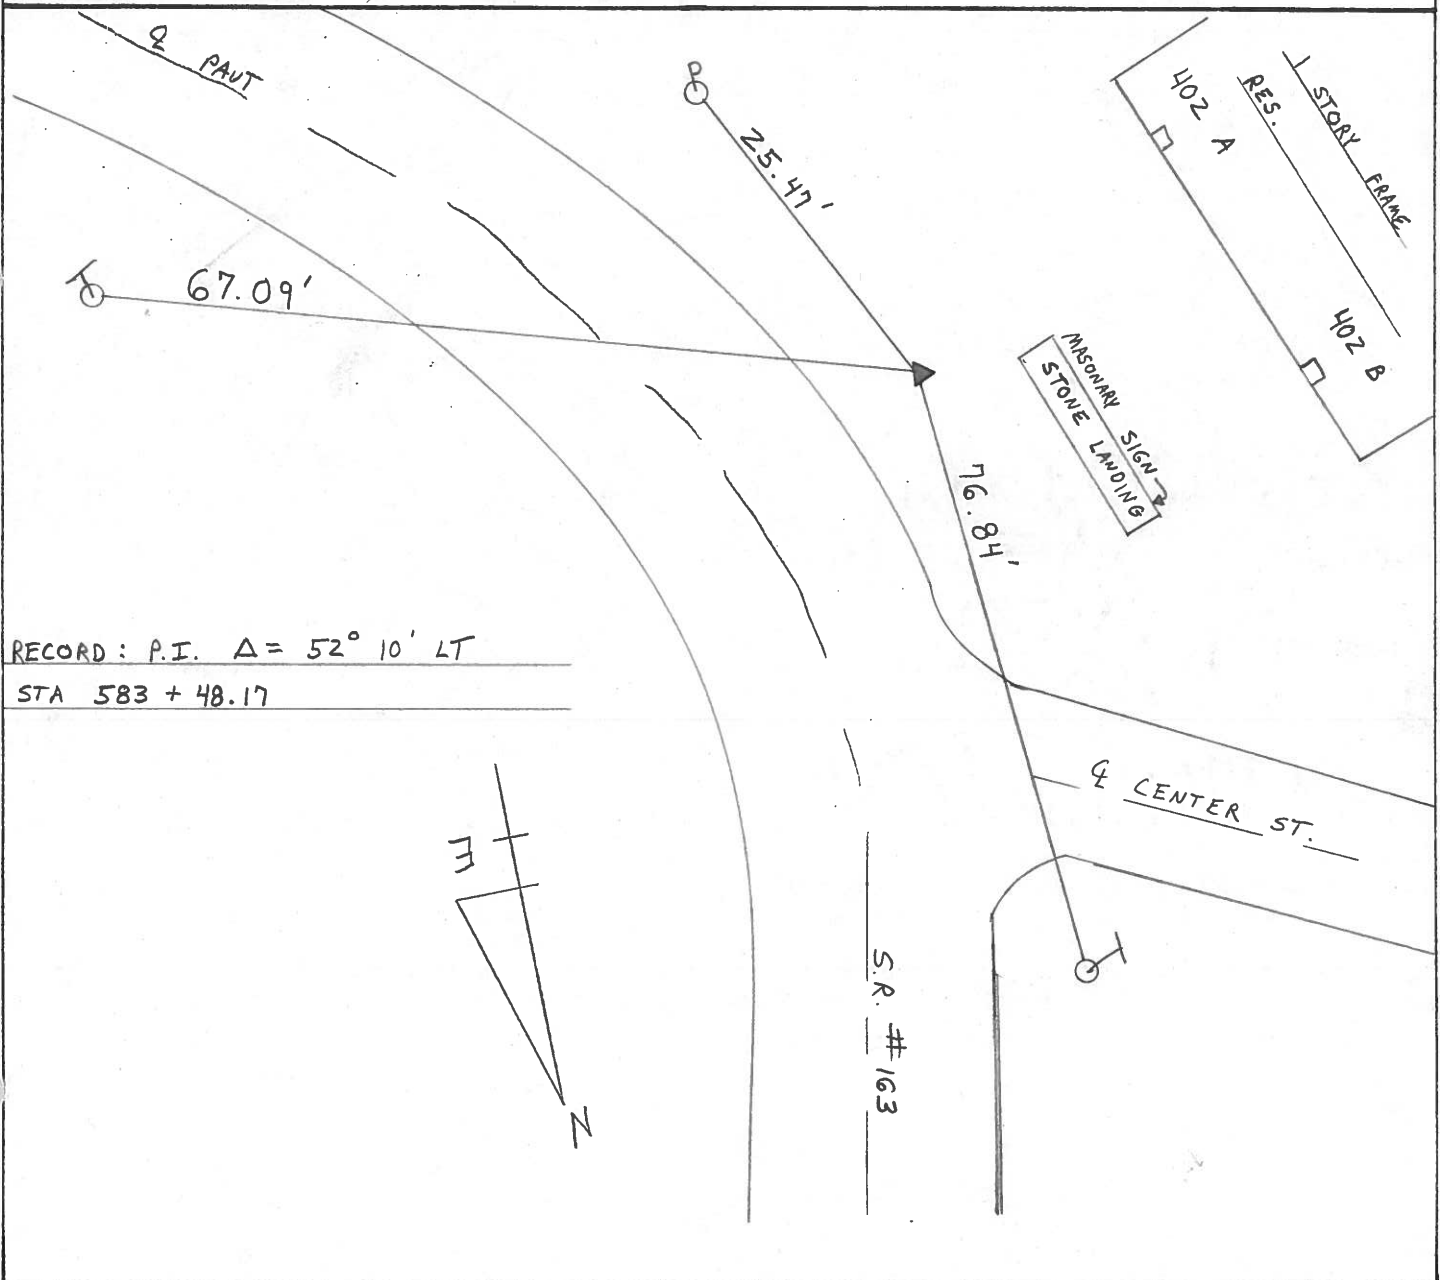 ℄ PAVT
P
25.47'
1 STORY FRAME
RES.
402 A
402 B
67.09'
MASONARY SIGN
STONE LANDING
76.84'
RECORD : P.I. Δ = 52° 10' LT
STA 583 + 48.17
℄ CENTER ST.
E
N
S.R. #163